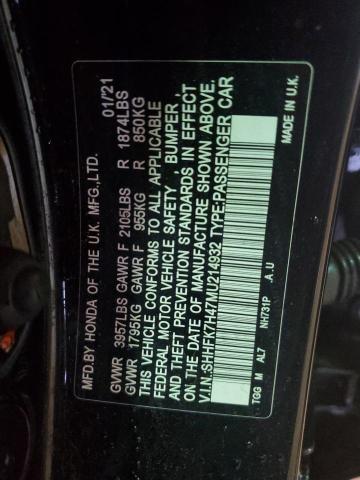 MFD.BY HONDA OF THE U.K. MFG.,LTD. 01/'21
GVWR 3957LBS GAWR F 2105LBS R 1874LBS
GVWR 1795KG GAWR F 955KG R 850KG
THIS VEHICLE CONFORMS TO ALL APPLICABLE
FEDERAL MOTOR VEHICLE SAFETY , BUMPER ,
AND THEFT PREVENTION STANDARDS IN EFFECT
ON THE DATE OF MANUFACTURE SHOWN ABOVE.
V.I.N.:SHHFK7H47MU214932 TYPE:PASSENGER CAR
TGG M AL7 NH731P .A.U MADE IN U.K.